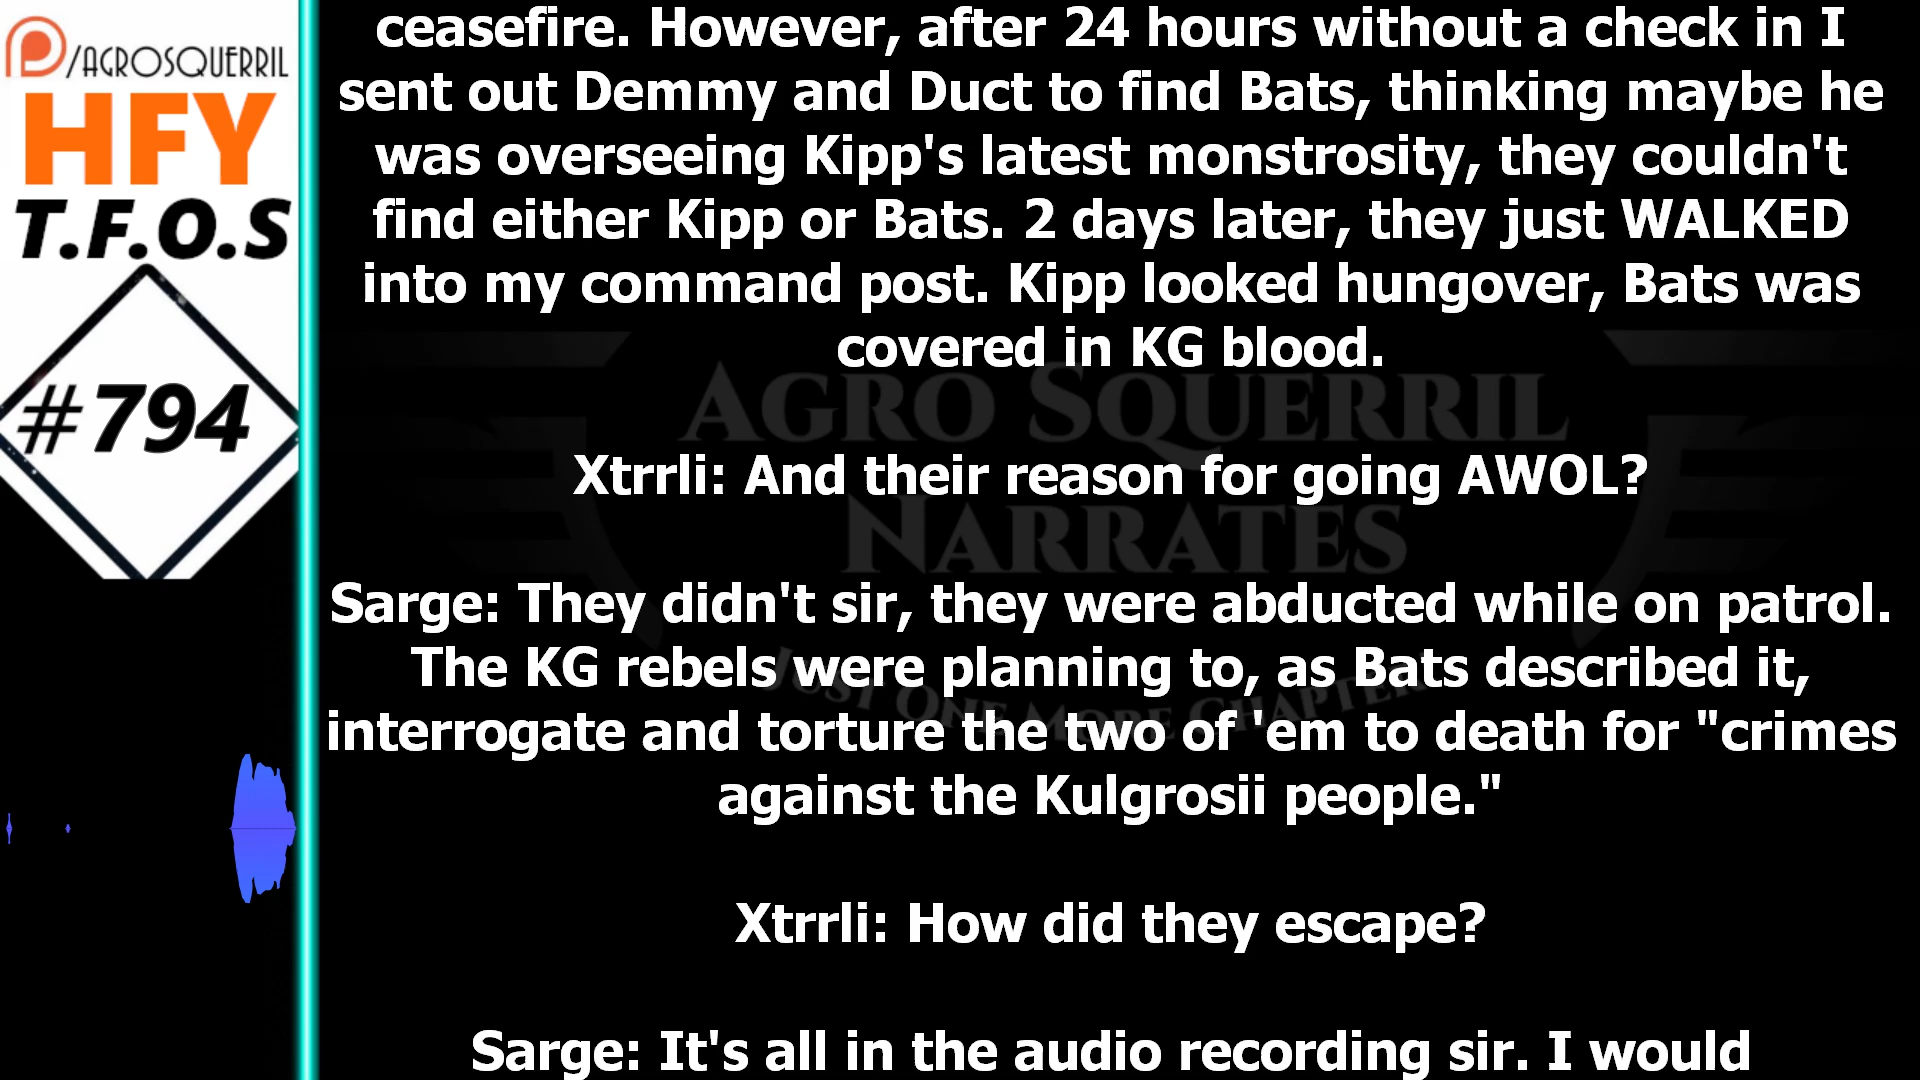 /AGROSQUERRIL
HFY
T.F.O.S
#794
ceasefire. However, after 24 hours without a check in I
sent out Demmy and Duct to find Bats, thinking maybe he
was overseeing Kipp's latest monstrosity, they couldn't
find either Kipp or Bats. 2 days later, they just WALKED
into my command post. Kipp looked hungover, Bats was
covered in KG blood.
AGRO SQUERRIL
Xtrrli: And their reason for going AWOL?
NARRATES
Sarge: They didn't sir, they were abducted while on patrol.
The KG rebels were planning to, as Bats described it,
JUST ONE MORE CHAPTER
interrogate and torture the two of 'em to death for "crimes
against the Kulgrosii people."
Xtrrli: How did they escape?
Sarge: It's all in the audio recording sir. I would